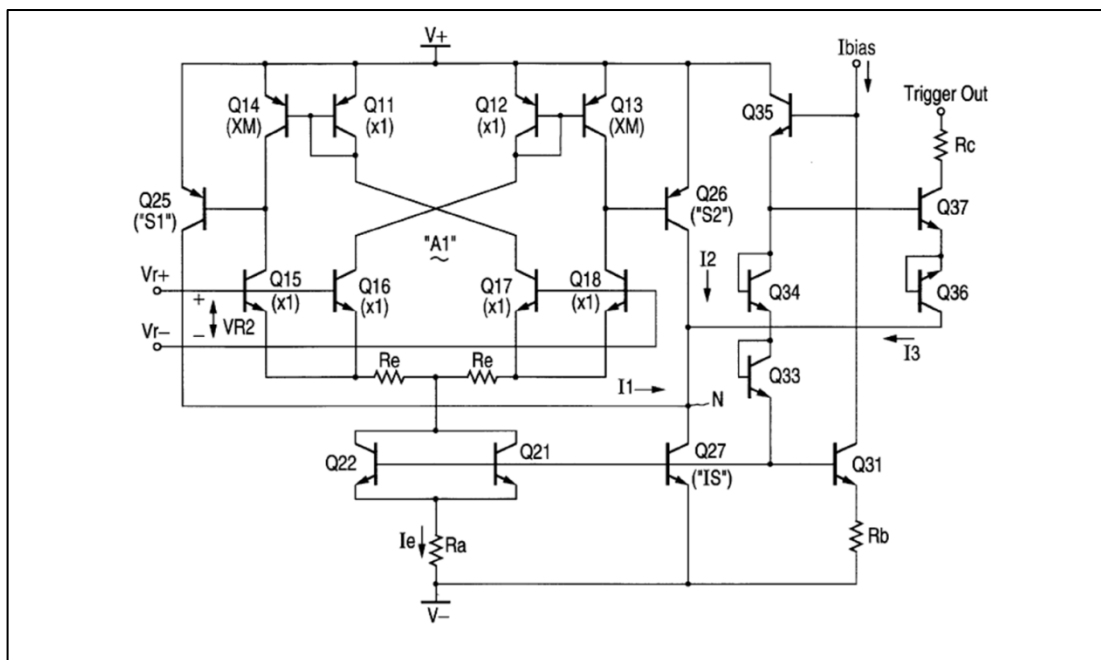 V+
Ibias
Q14
(XM)
Q11
(x1)
Q12
(x1)
Q13
(XM)
Q35
Trigger Out
Rc
Q25
("S1")
Q26
("S2")
Q37
"A1"
I2
Q34
Q36
Vr+
Q15
(x1)
Q16
(x1)
Q17
(x1)
Q18
(x1)
+
VR2
–
Vr–
I3
Re
Re
I1
Q33
N
Q22
Q21
Q27
("IS")
Q31
Ie
Ra
Rb
V–